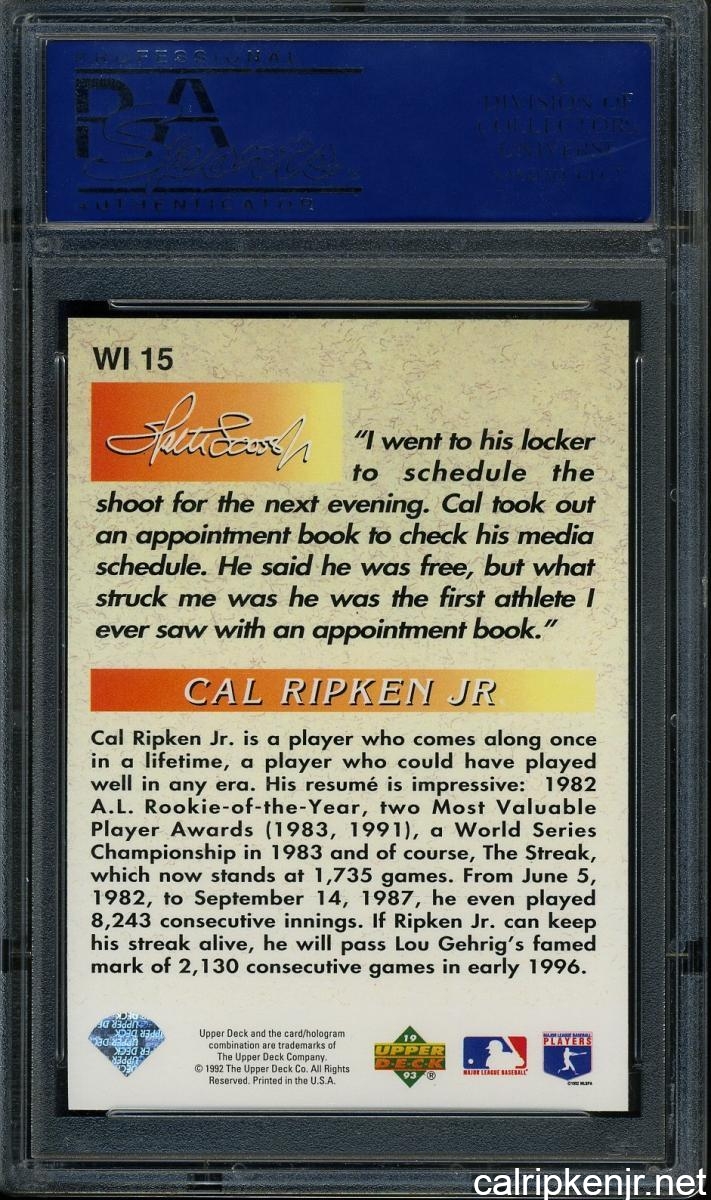 PROFESSIONAL
PSA
AUTHENTICATOR
A
DIVISION OF
COLLECTORS
UNIVERSE
WI 15
“I went to his locker
to schedule the
shoot for the next evening. Cal took out
an appointment book to check his media
schedule. He said he was free, but what
struck me was he was the first athlete I
ever saw with an appointment book.”
CAL RIPKEN JR
Cal Ripken Jr. is a player who comes along once
in a lifetime, a player who could have played
well in any era. His resumé is impressive: 1982
A.L. Rookie-of-the-Year, two Most Valuable
Player Awards (1983, 1991), a World Series
Championship in 1983 and of course, The Streak,
which now stands at 1,735 games. From June 5,
1982, to September 14, 1987, he even played
8,243 consecutive innings. If Ripken Jr. can keep
his streak alive, he will pass Lou Gehrig’s famed
mark of 2,130 consecutive games in early 1996.
UPPER DECK
Upper Deck and the card/hologram
combination are trademarks of
The Upper Deck Company.
© 1992 The Upper Deck Co. All Rights
Reserved. Printed in the U.S.A.
19
UPPER
DECK
93 ®
MAJOR LEAGUE BASEBALL
MAJOR LEAGUE BASEBALL
PLAYERS
©1992 MLBPA
calripkenjr.net